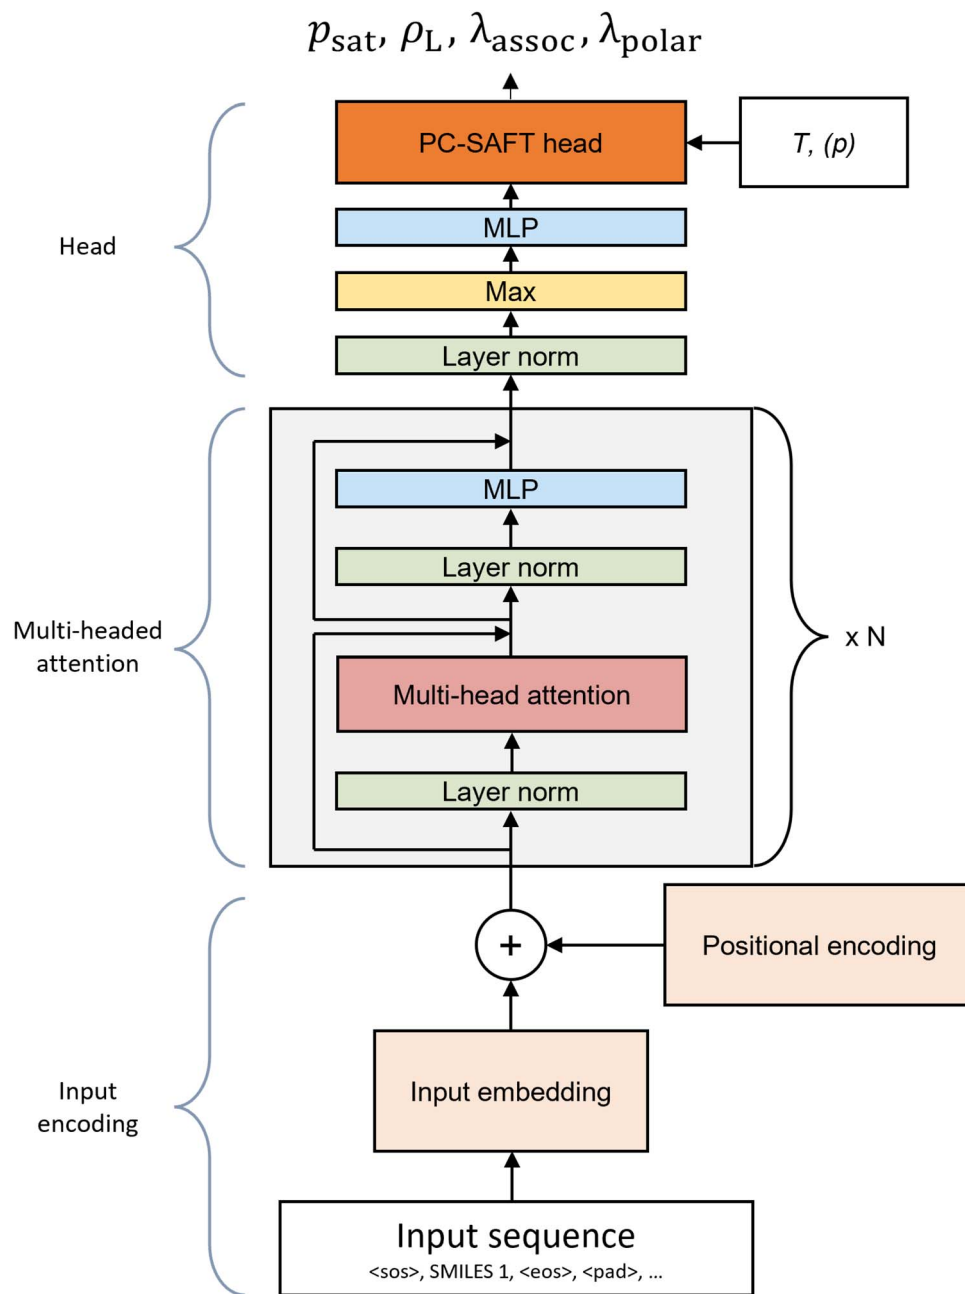 p_sat, ρ_L, λ_assoc, λ_polar
PC-SAFT head
T, (p)
MLP
Head
Max
Layer norm
MLP
Layer norm
Multi-headed
attention
x N
Multi-head attention
Layer norm
+
Positional encoding
Input embedding
Input
encoding
Input sequence
<sos>, SMILES 1, <eos>, <pad>, ...